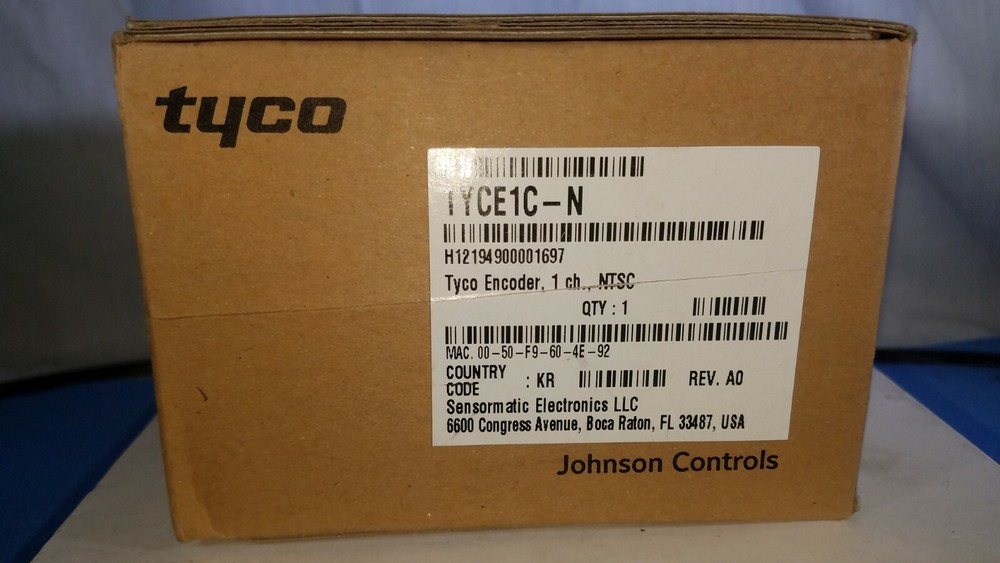 tyco
TYCE1C-N
H12194900001697
Tyco Encoder, 1 ch., NTSC
QTY : 1
MAC. 00-50-F9-60-4E-92
COUNTRY CODE : KR REV. A0
Sensormatic Electronics LLC
6600 Congress Avenue, Boca Raton, FL 33487, USA
Johnson Controls